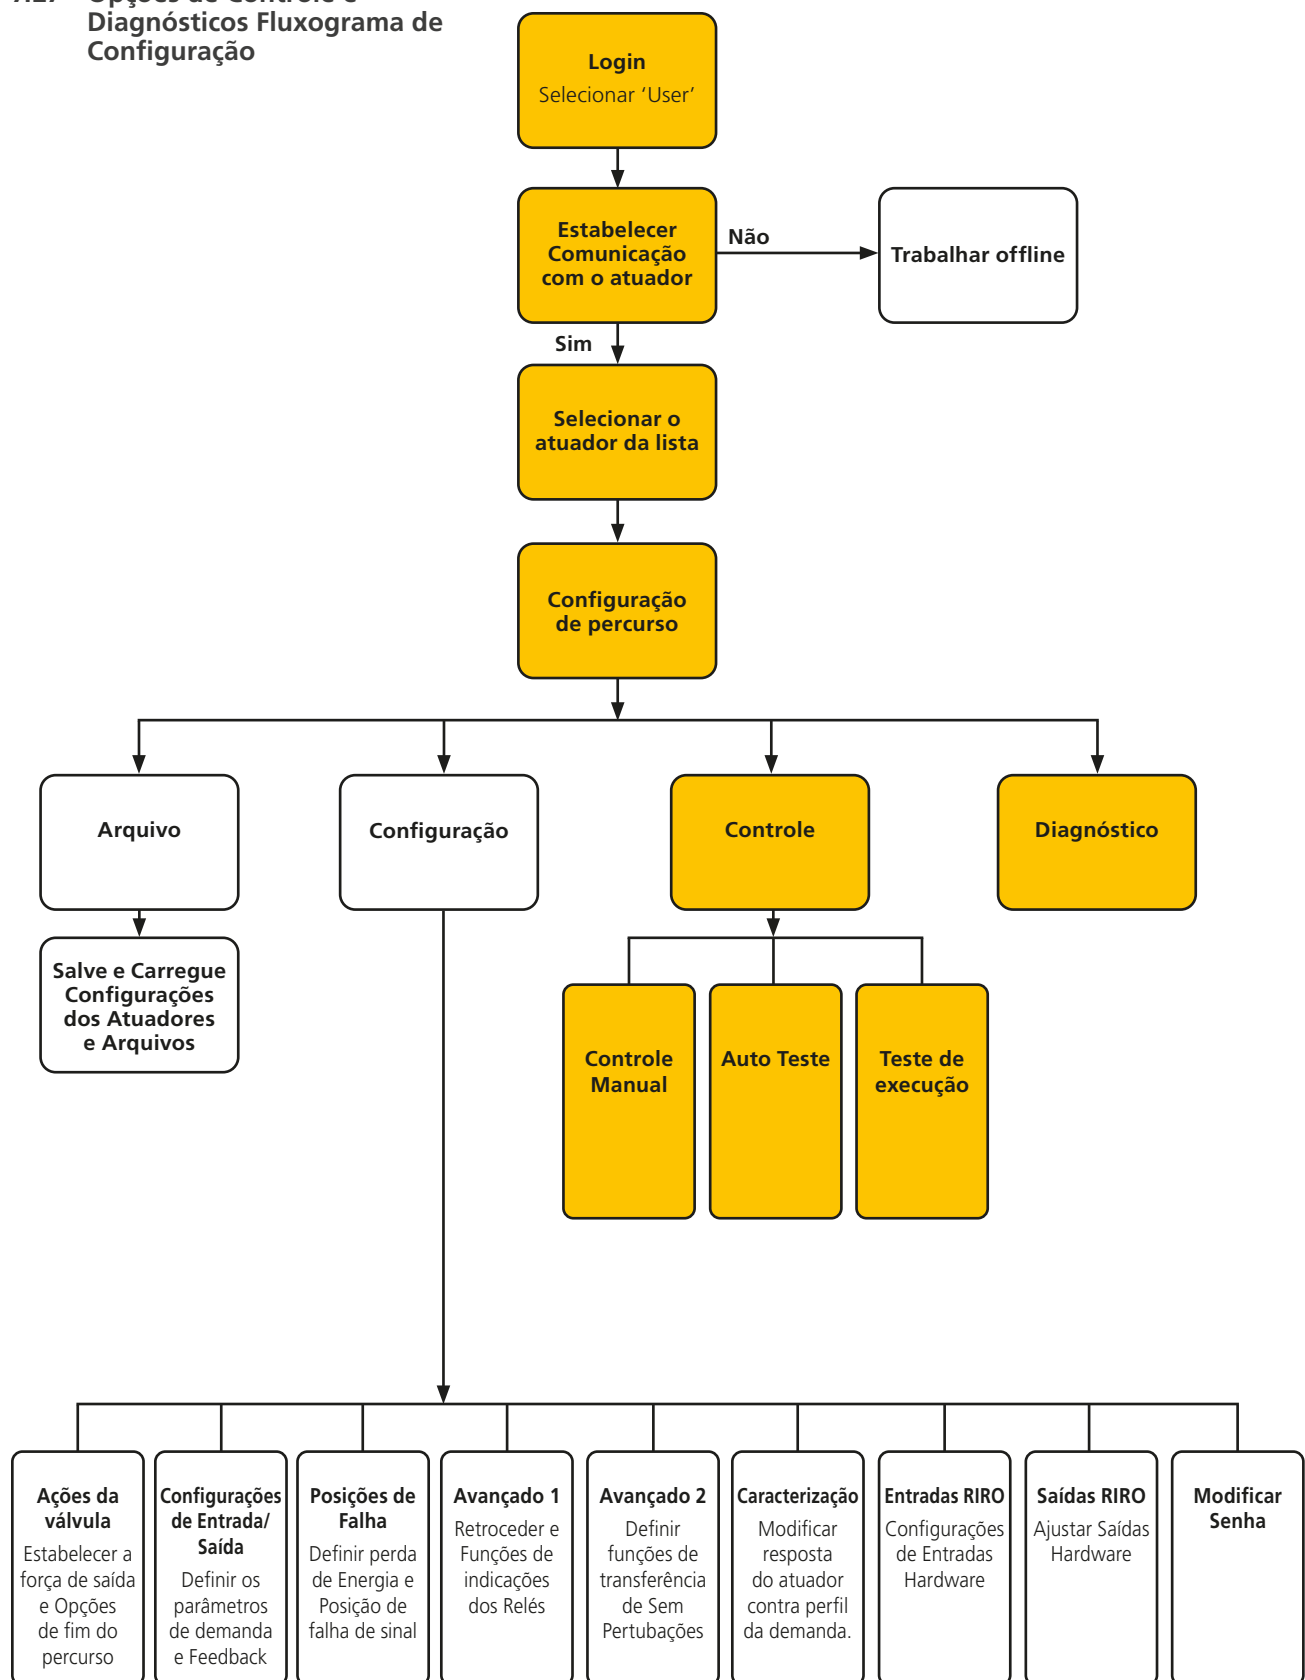 Diagnósticos Fluxograma de
Configuração
Login
Selecionar ‘User’
Estabelecer
Comunicação
com o atuador
Não
Trabalhar offline
Sim
Selecionar o
atuador da lista
Configuração
de percurso
Arquivo
Configuração
Controle
Diagnóstico
Salve e Carregue
Configurações
dos Atuadores
e Arquivos
Controle
Manual
Auto Teste
Teste de
execução
Ações da
válvula
Estabelecer a
força de saída
e Opções
de fim do
percurso
Configurações
de Entrada/
Saída
Definir os
parâmetros
de demanda
e Feedback
Posições de
Falha
Definir perda
de Energia e
Posição de
falha de sinal
Avançado 1
Retroceder e
Funções de
indicações
dos Relés
Avançado 2
Definir
funções de
transferência
de Sem
Pertubações
Caracterização
Modificar
resposta
do atuador
contra perfil
da demanda.
Entradas RIRO
Configurações
de Entradas
Hardware
Saídas RIRO
Ajustar Saídas
Hardware
Modificar
Senha